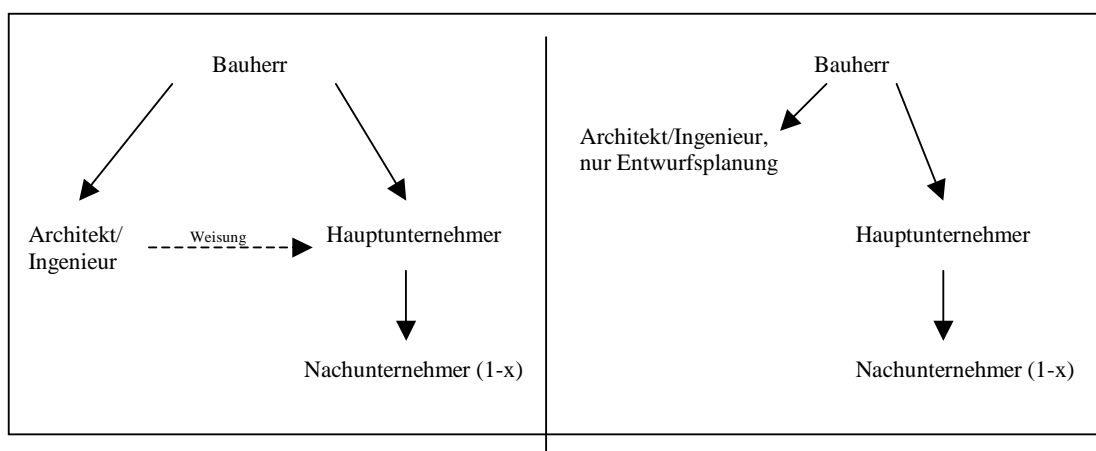 Bauherr
Architekt/
Ingenieur
Weisung
Hauptunternehmer
Nachunternehmer (1-x)
Bauherr
Architekt/Ingenieur,
nur Entwurfsplanung
Hauptunternehmer
Nachunternehmer (1-x)